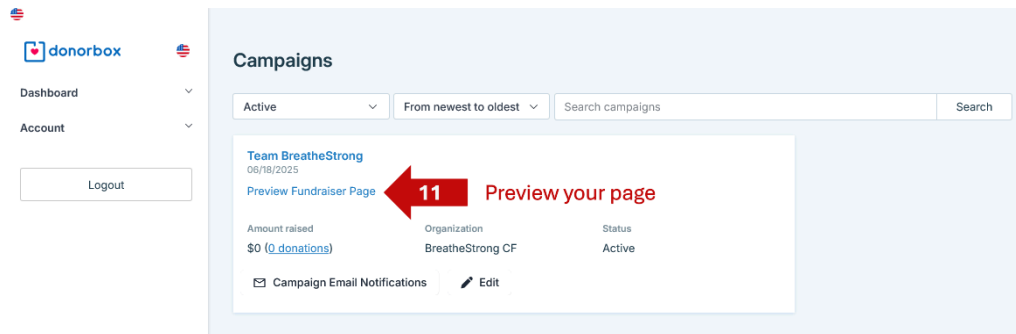 donorbox
Dashboard
Account
Logout
Campaigns
Active
From newest to oldest
Search campaigns
Search
Team BreatheStrong
06/18/2025
Preview Fundraiser Page
11
Preview your page
Amount raised
Organization
Status
$0 (0 donations)
BreatheStrong CF
Active
Campaign Email Notifications
Edit